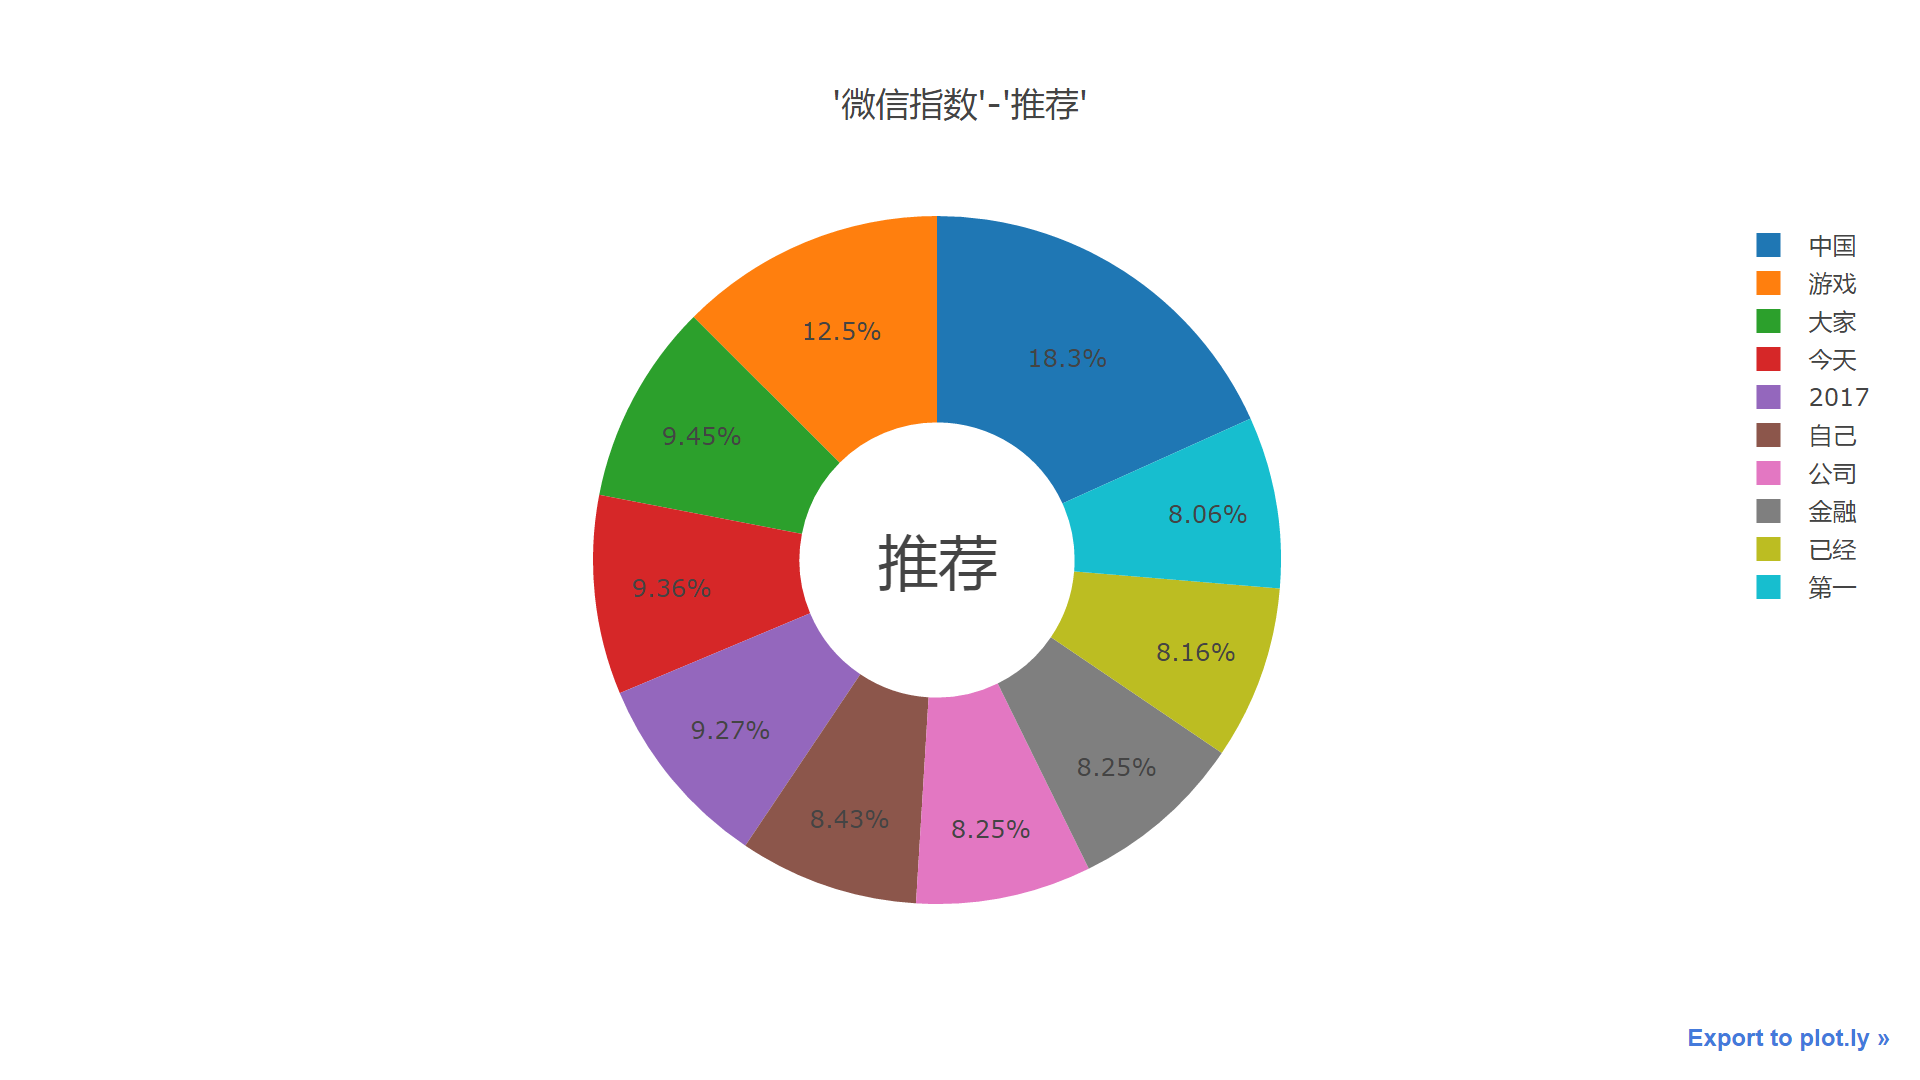 '微信指数'-'推荐'
12.5%
18.3%
9.45%
8.06%
推荐
9.36%
8.16%
9.27%
8.25%
8.43%
8.25%
中国
游戏
大家
今天
2017
自己
公司
金融
已经
第一
Export to plot.ly »